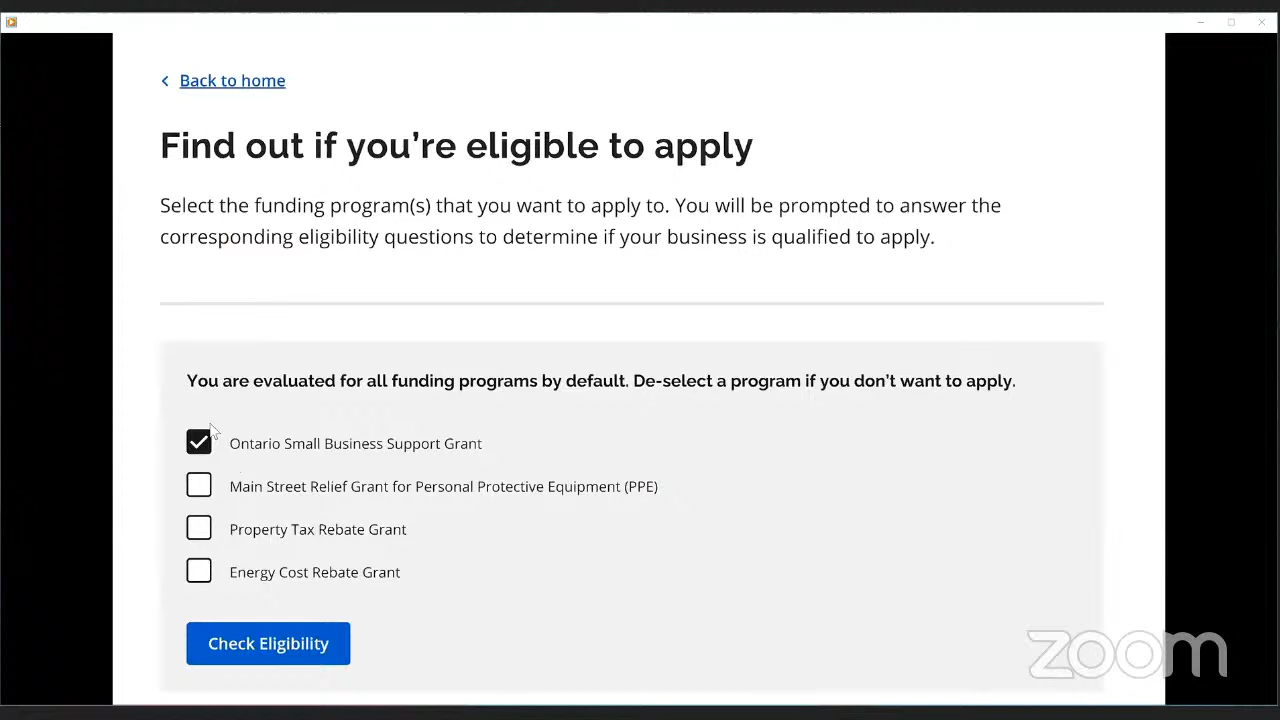 Back to home
Find out if you’re eligible to apply
Select the funding program(s) that you want to apply to. You will be prompted to answer the
corresponding eligibility questions to determine if your business is qualified to apply.
You are evaluated for all funding programs by default. De-select a program if you don’t want to apply.
Ontario Small Business Support Grant
Main Street Relief Grant for Personal Protective Equipment (PPE)
Property Tax Rebate Grant
Energy Cost Rebate Grant
Check Eligibility
zoom